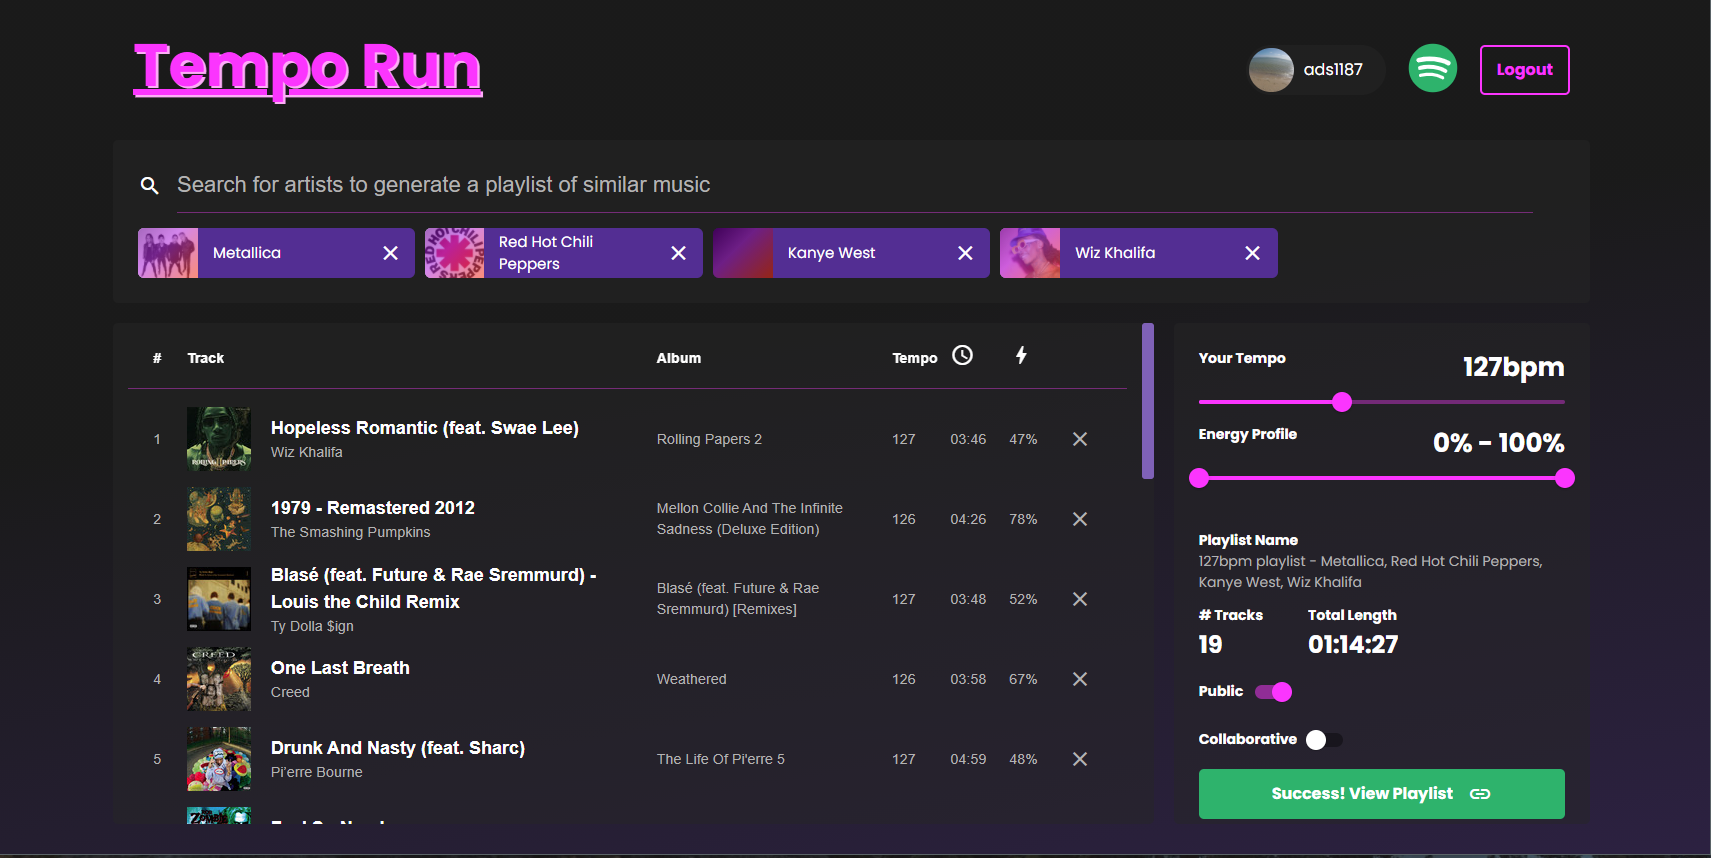 Tempo Run
ads1187
Logout
Search for artists to generate a playlist of similar music
Metallica
Red Hot Chili
Peppers
Kanye West
Wiz Khalifa
# Track Album Tempo
1 Hopeless Romantic (feat. Swae Lee) Rolling Papers 2 127 03:46 47%
Wiz Khalifa
2 1979 - Remastered 2012 Mellon Collie And The Infinite 126 04:26 78%
The Smashing Pumpkins Sadness (Deluxe Edition)
3 Blasé (feat. Future & Rae Sremmurd) - Blasé (feat. Future & Rae 127 03:48 52%
Louis the Child Remix Sremmurd) [Remixes]
Ty Dolla $ign
4 One Last Breath Weathered 126 03:58 67%
Creed
5 Drunk And Nasty (feat. Sharc) The Life Of Pi'erre 5 127 04:59 48%
Pi'erre Bourne
Your Tempo 127bpm
Energy Profile 0% - 100%
Playlist Name
127bpm playlist - Metallica, Red Hot Chili Peppers,
Kanye West, Wiz Khalifa
# Tracks Total Length
19 01:14:27
Public
Collaborative
Success! View Playlist